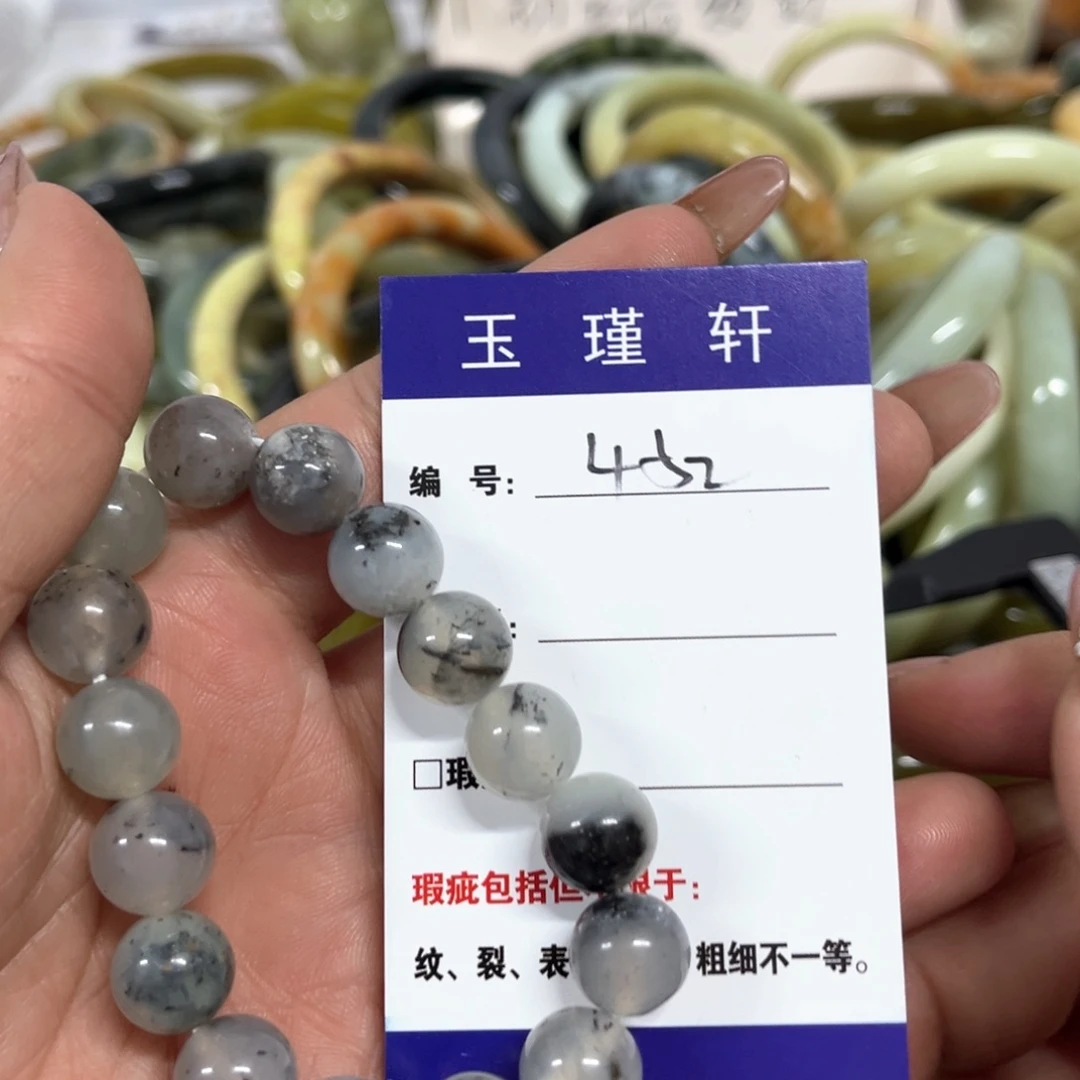 玉瑾轩
编 号: 452
□瑕
瑕疵包括但 限于:
纹、裂、表 粗细不一等。